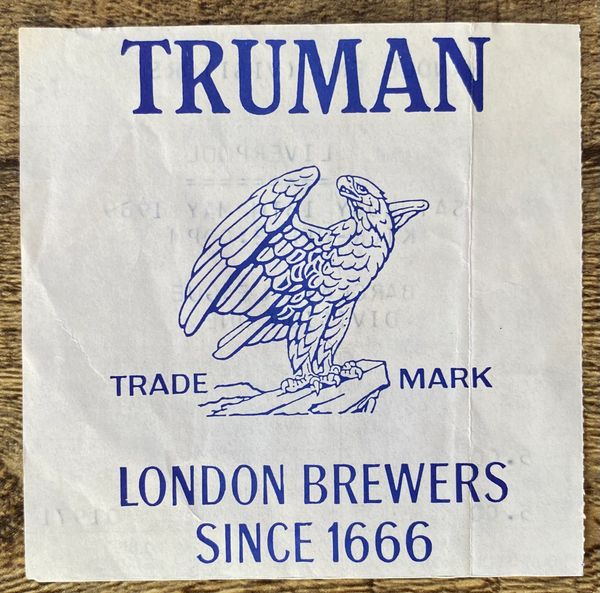 TRUMAN
TRADE MARK
LONDON BREWERS
SINCE 1666